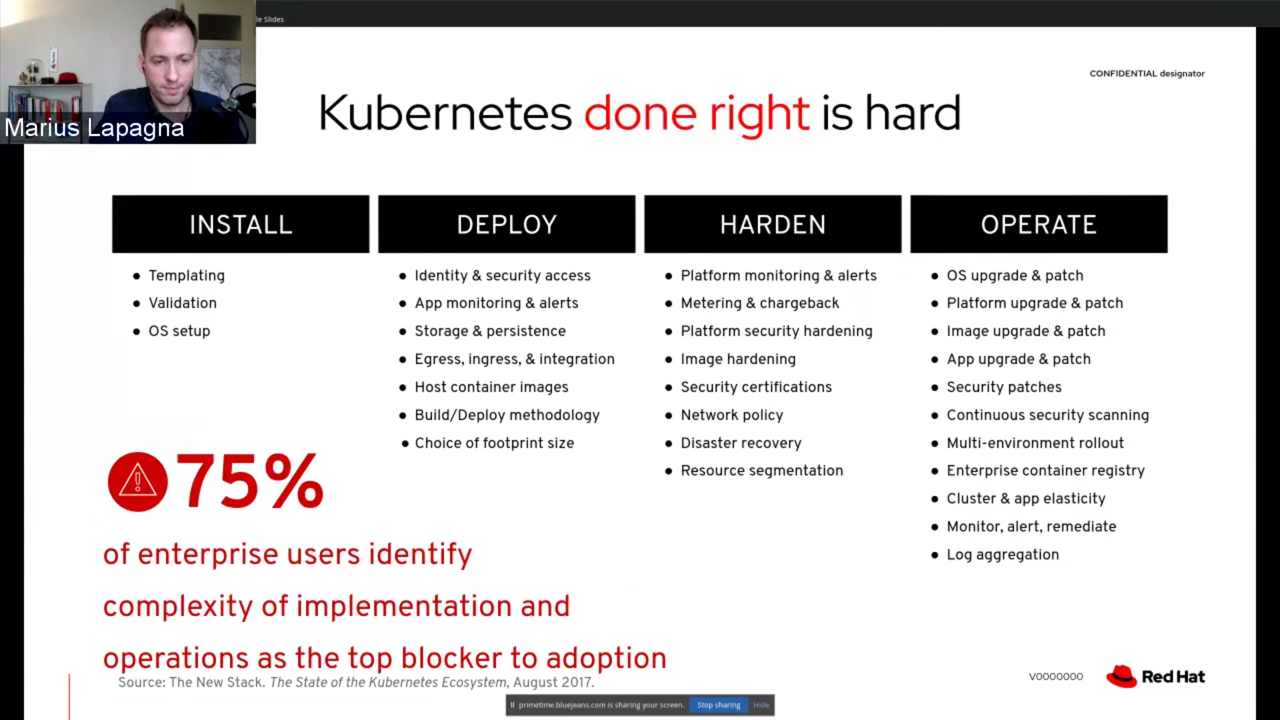 le Slides
Marius Lapagna
CONFIDENTIAL designator
Kubernetes done right is hard
INSTALL
Templating
Validation
OS setup
DEPLOY
Identity & security access
App monitoring & alerts
Storage & persistence
Egress, ingress, & integration
Host container images
Build/Deploy methodology
Choice of footprint size
HARDEN
Platform monitoring & alerts
Metering & chargeback
Platform security hardening
Image hardening
Security certifications
Network policy
Disaster recovery
Resource segmentation
OPERATE
OS upgrade & patch
Platform upgrade & patch
Image upgrade & patch
App upgrade & patch
Security patches
Continuous security scanning
Multi-environment rollout
Enterprise container registry
Cluster & app elasticity
Monitor, alert, remediate
Log aggregation
75%
of enterprise users identify
complexity of implementation and
operations as the top blocker to adoption
Source: The New Stack. The State of the Kubernetes Ecosystem, August 2017.
V0000000
Red Hat
primetime.bluejeans.com is sharing your screen. Stop sharing Hide